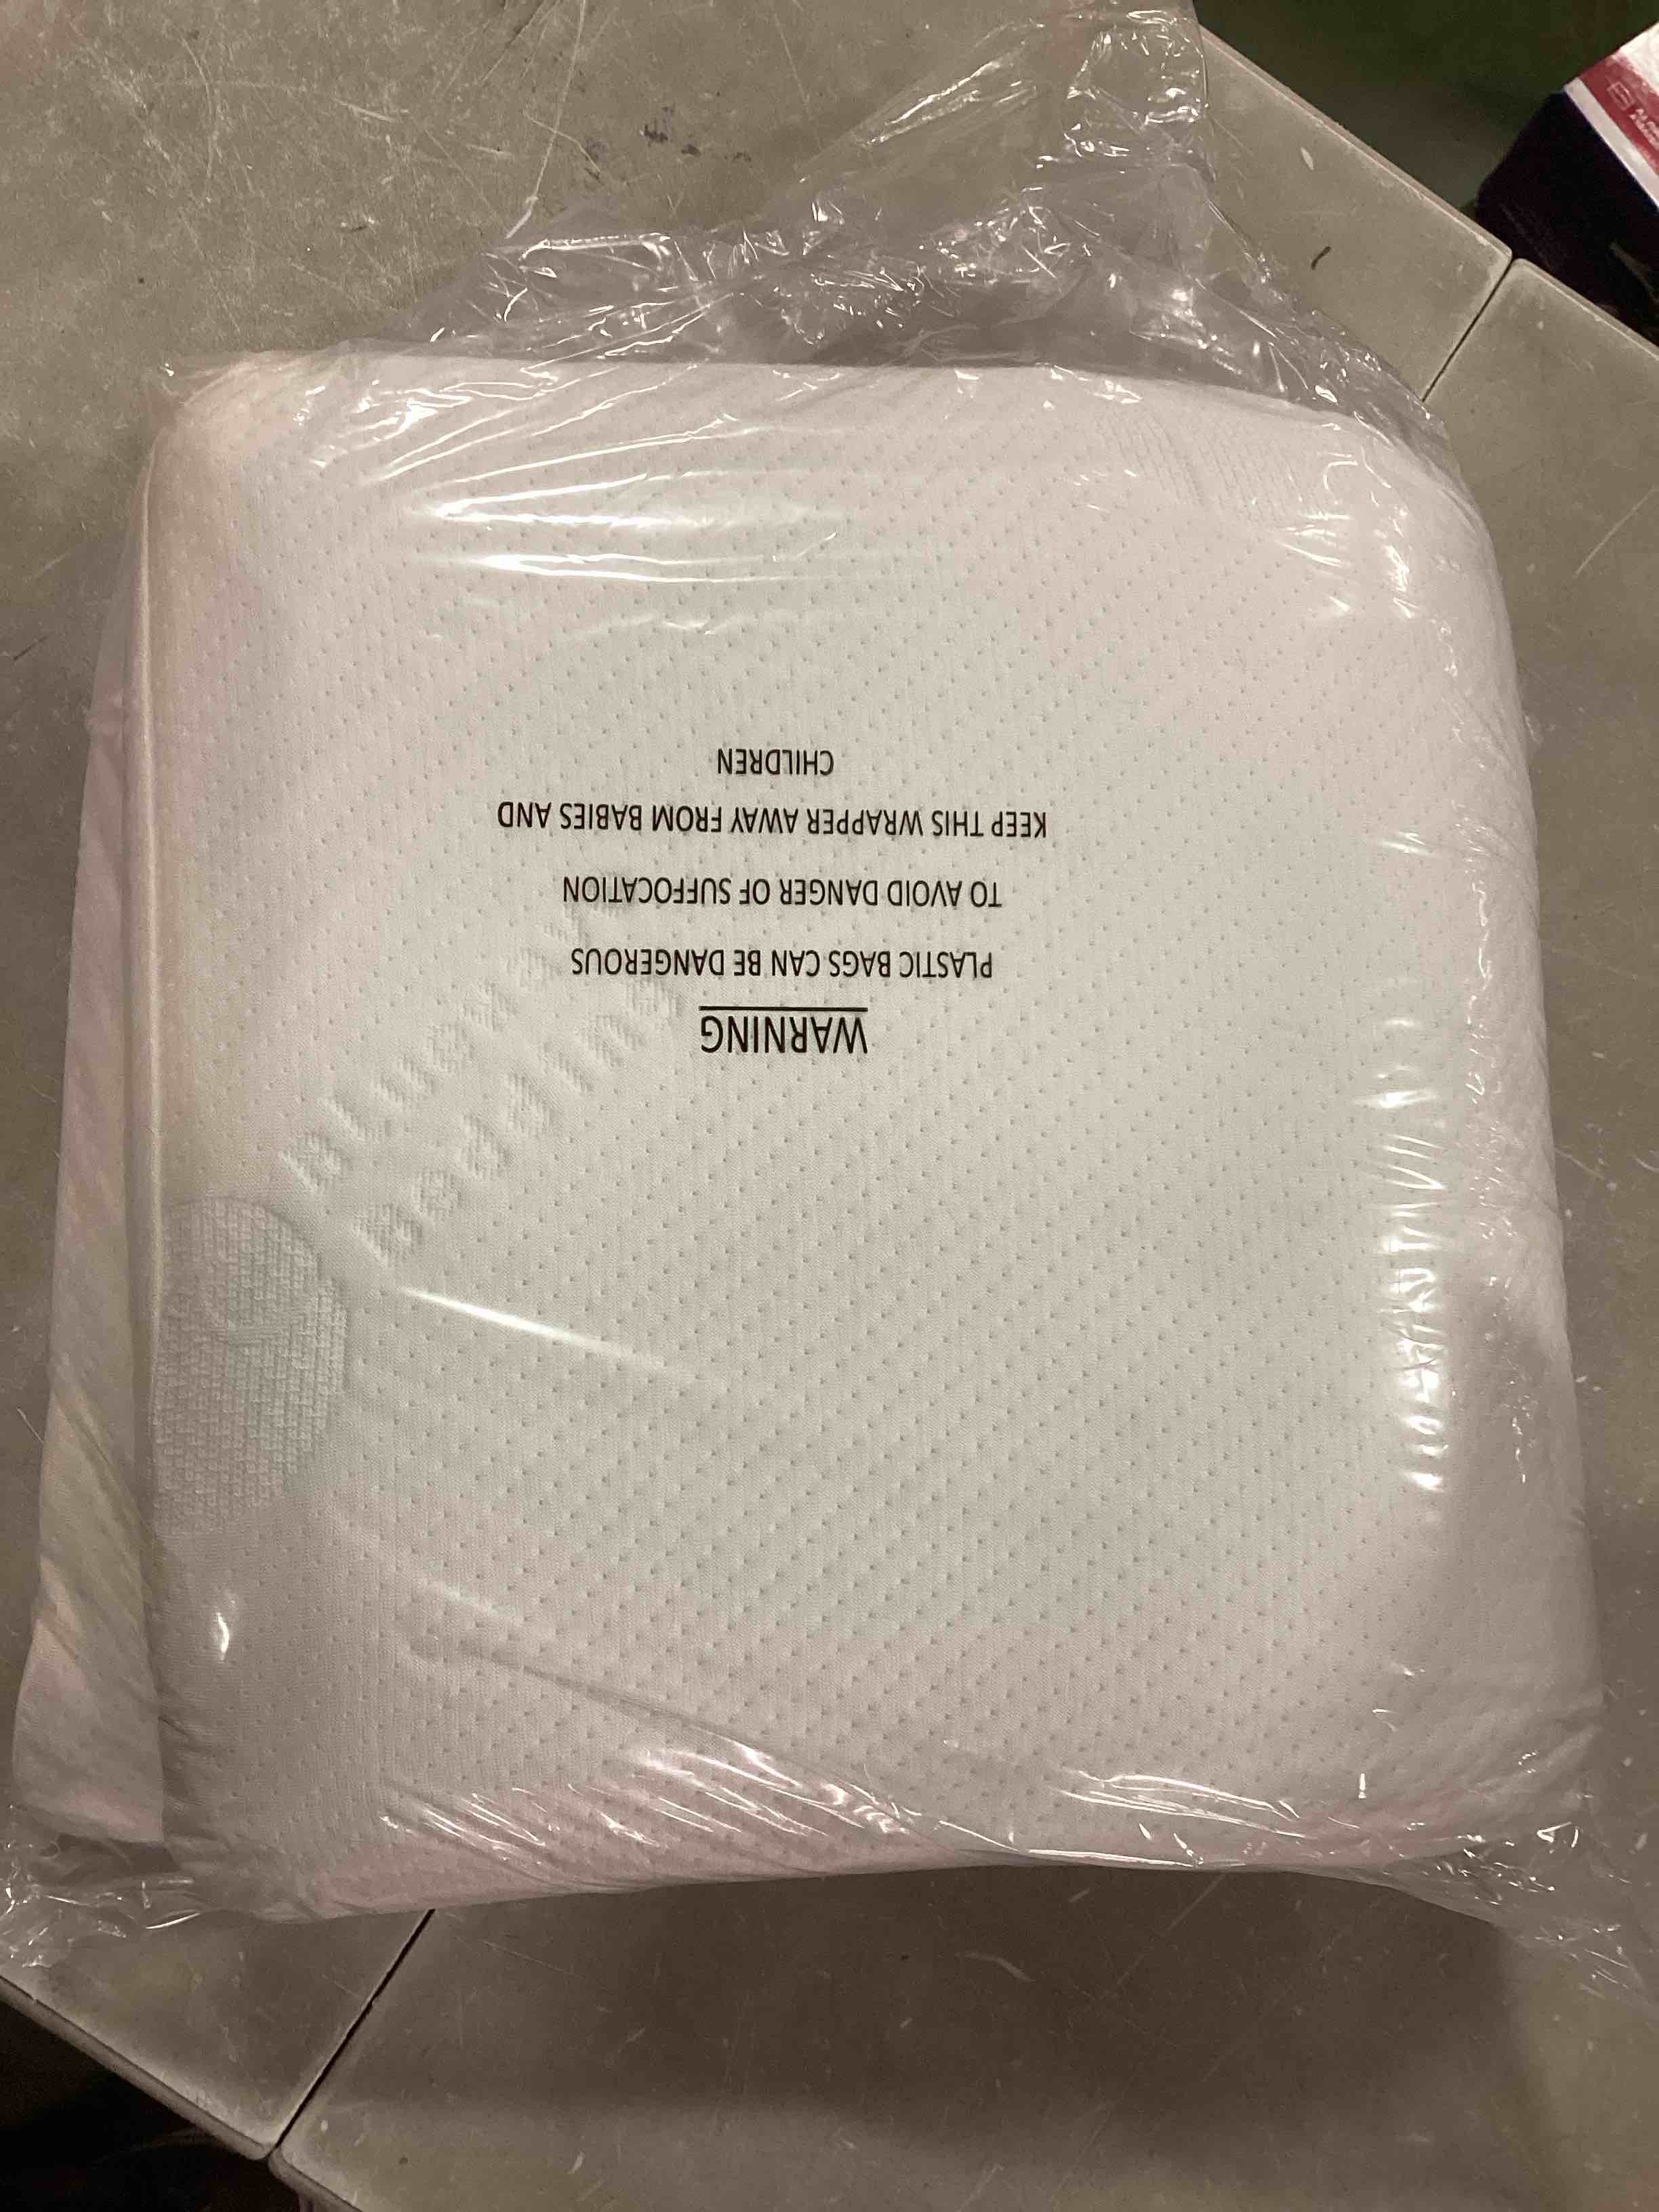 WARNING
PLASTIC BAGS CAN BE DANGEROUS
TO AVOID DANGER OF SUFFOCATION
KEEP THIS WRAPPER AWAY FROM BABIES AND
CHILDREN